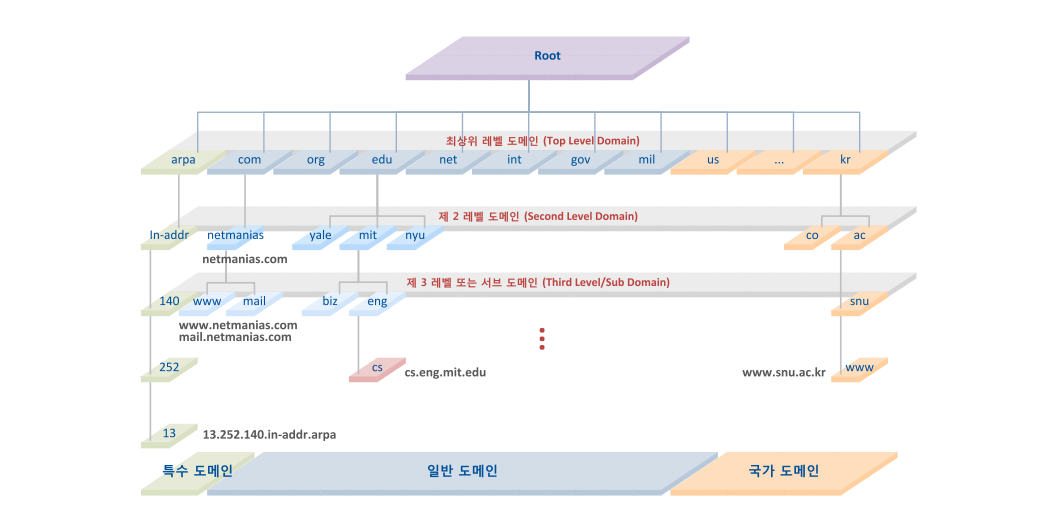 Root
최상위 레벨 도메인 (Top Level Domain)
arpa com org edu net int gov mil us ... kr
제 2 레벨 도메인 (Second Level Domain)
In-addr netmanias yale mit nyu co ac
netmanias.com
제 3 레벨 또는 서브 도메인 (Third Level/Sub Domain)
140 www mail biz eng snu
www.netmanias.com
mail.netmanias.com
252 cs cs.eng.mit.edu www.snu.ac.kr www
13 13.252.140.in-addr.arpa
특수 도메인 일반 도메인 국가 도메인